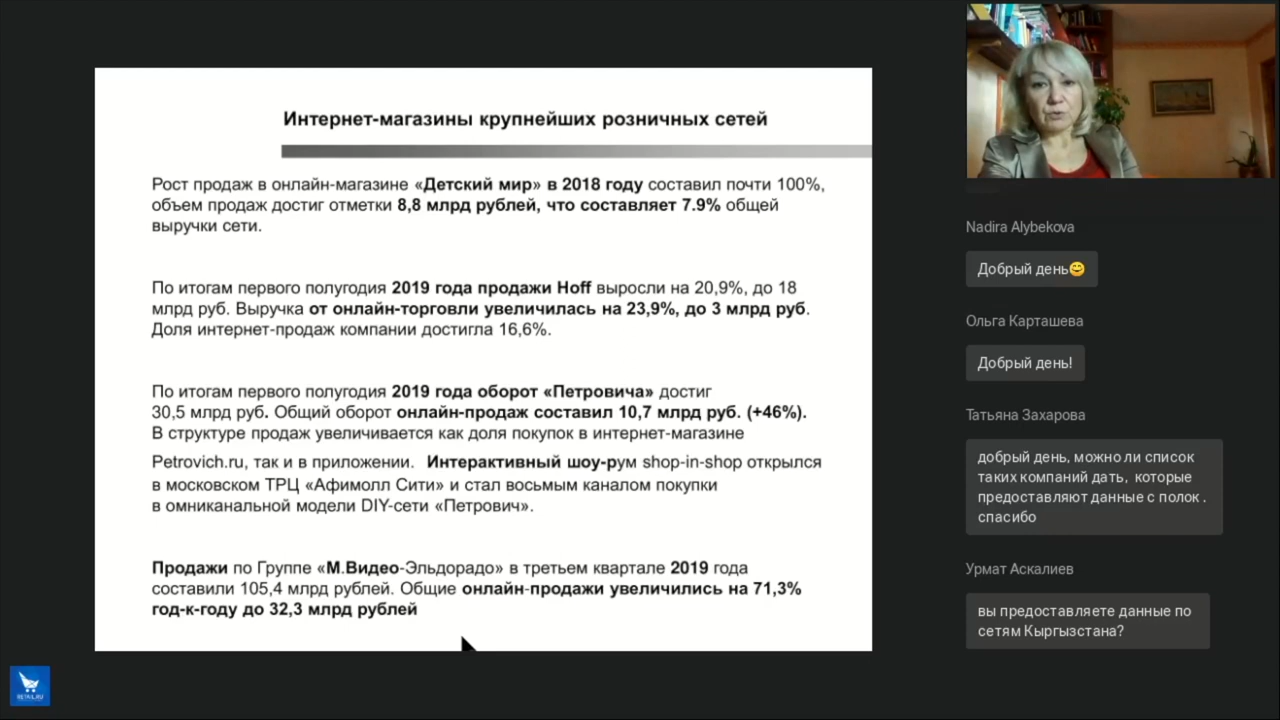 Интернет-магазины крупнейших розничных сетей
Рост продаж в онлайн-магазине «Детский мир» в 2018 году составил почти 100%,
объем продаж достиг отметки 8,8 млрд рублей, что составляет 7.9% общей
выручки сети.
По итогам первого полугодия 2019 года продажи Hoff выросли на 20,9%, до 18
млрд руб. Выручка от онлайн-торговли увеличилась на 23,9%, до 3 млрд руб.
Доля интернет-продаж компании достигла 16,6%.
По итогам первого полугодия 2019 года оборот «Петровича» достиг
30,5 млрд руб. Общий оборот онлайн-продаж составил 10,7 млрд руб. (+46%).
В структуре продаж увеличивается как доля покупок в интернет-магазине
Petrovich.ru, так и в приложении. Интерактивный шоу-рум shop-in-shop открылся
в московском ТРЦ «Афимолл Сити» и стал восьмым каналом покупки
в омниканальной модели DIY-сети «Петрович».
Продажи по Группе «М.Видео-Эльдорадо» в третьем квартале 2019 года
составили 105,4 млрд рублей. Общие онлайн-продажи увеличились на 71,3%
год-к-году до 32,3 млрд рублей
Nadira Alybekova
Добрый день😋
Ольга Карташева
Добрый день!
Татьяна Захарова
добрый день, можно ли список
таких компаний дать, которые
предоставляют данные с полок .
спасибо
Урмат Аскалиев
вы предоставляете данные по
сетям Кыргызстана?
RETAIL.RU